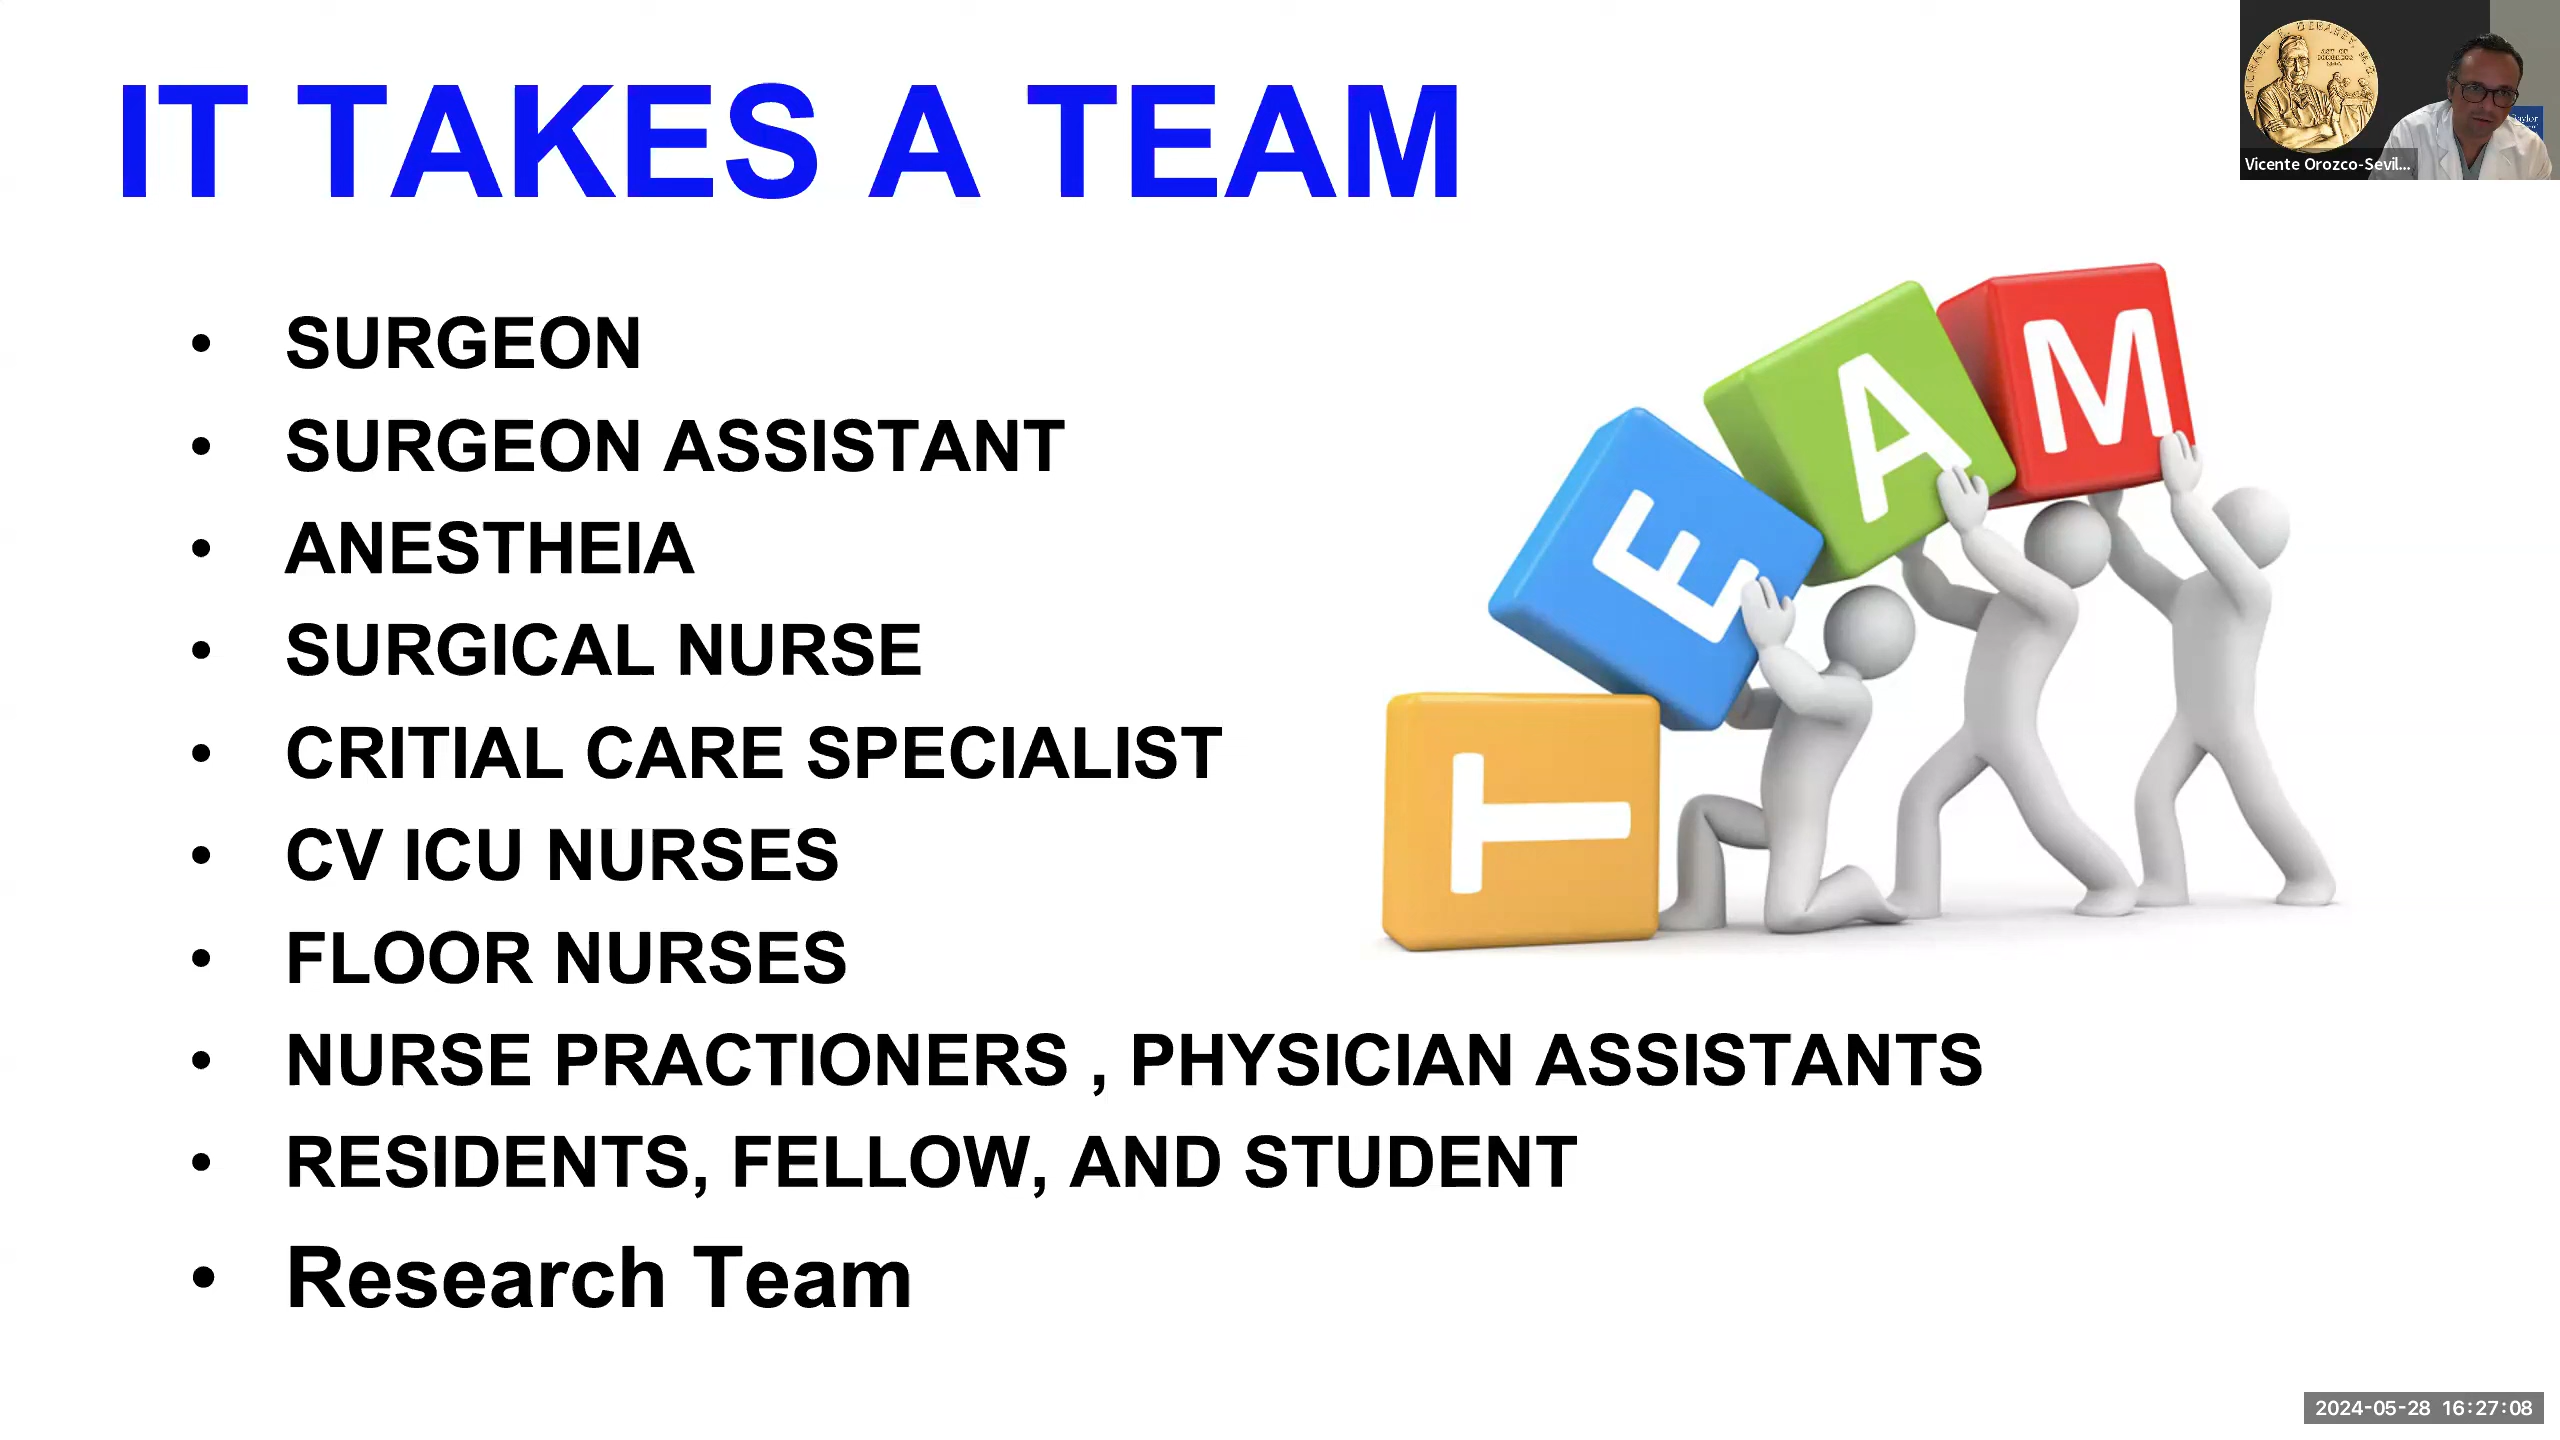 IT TAKES A TEAM
• SURGEON
• SURGEON ASSISTANT
• ANESTHEIA
• SURGICAL NURSE
• CRITIAL CARE SPECIALIST
• CV ICU NURSES
• FLOOR NURSES
• NURSE PRACTIONERS , PHYSICIAN ASSISTANTS
• RESIDENTS, FELLOW, AND STUDENT
• Research Team
T
E
A
M
Vicente Orozco-Sevil...
2024-05-28 16:27:08